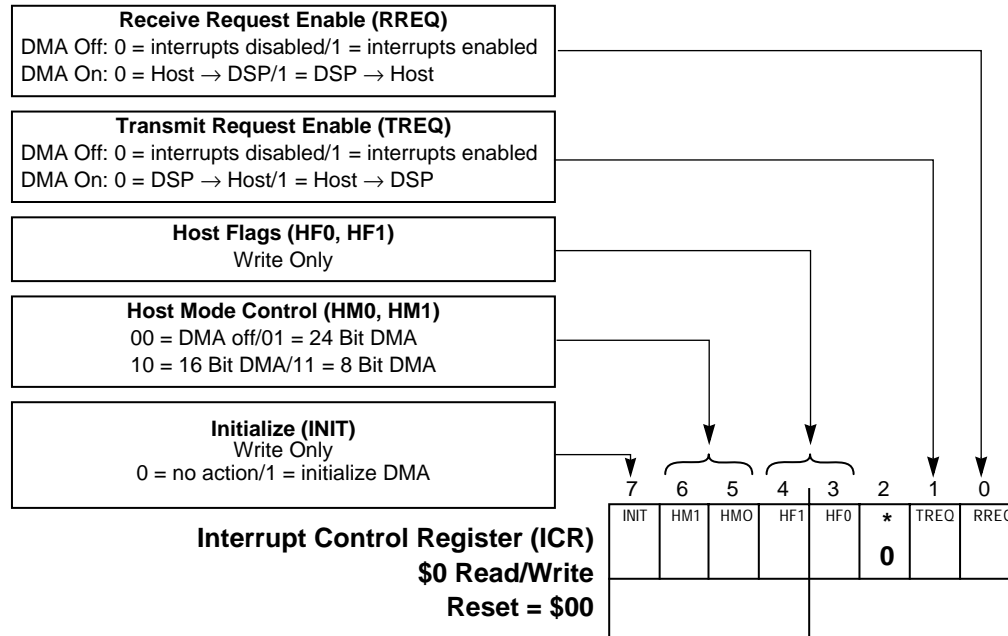 Receive Request Enable (RREQ)
DMA Off: 0 = interrupts disabled/1 = interrupts enabled
DMA On: 0 = Host → DSP/1 = DSP → Host
Transmit Request Enable (TREQ)
DMA Off: 0 = interrupts disabled/1 = interrupts enabled
DMA On: 0 = DSP → Host/1 = Host → DSP
Host Flags (HF0, HF1)
Write Only
Host Mode Control (HM0, HM1)
00 = DMA off/01 = 24 Bit DMA
10 = 16 Bit DMA/11 = 8 Bit DMA
Initialize (INIT)
Write Only
0 = no action/1 = initialize DMA
7 6 5 4 3 2 1 0
INIT HM1 HMO HF1 HF0 * TREQ RREQ
0
Interrupt Control Register (ICR)
$0 Read/Write
Reset = $00